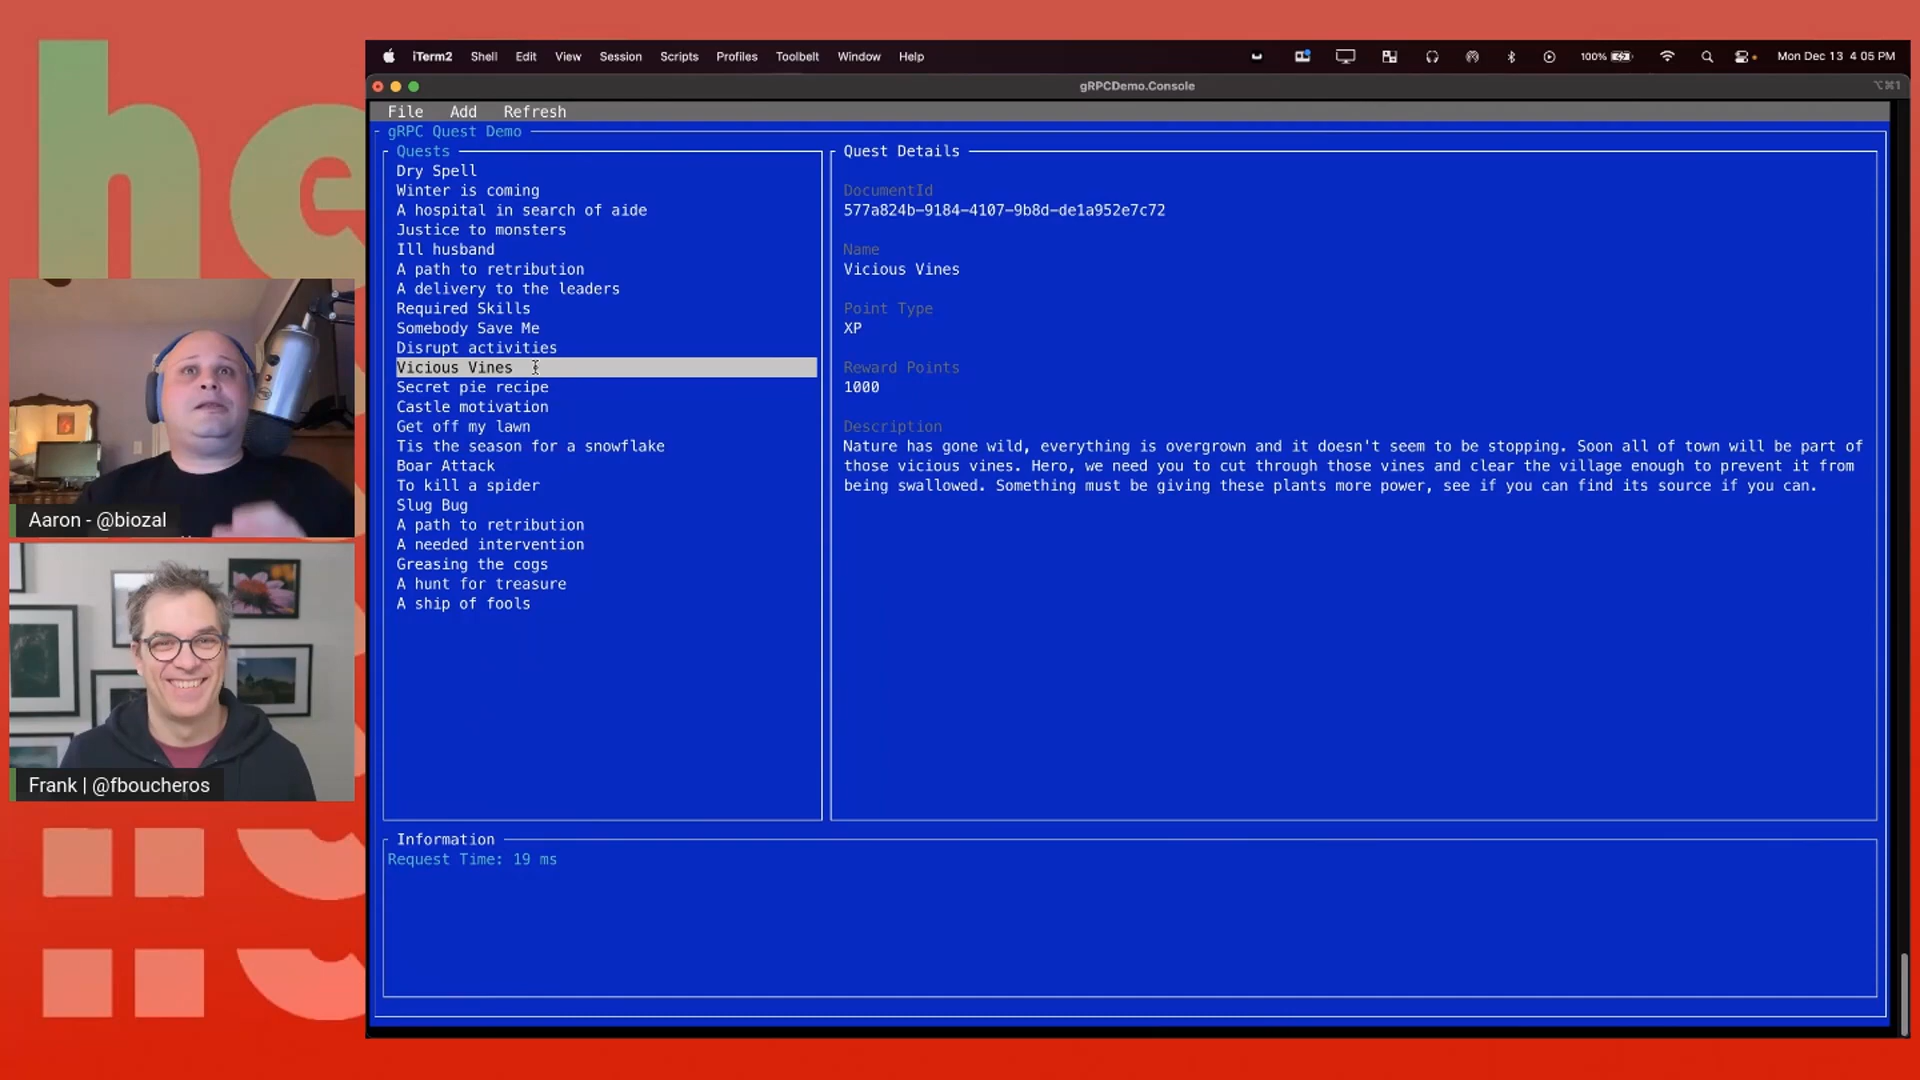 he
iTerm2 Shell Edit View Session Scripts Profiles Toolbelt Window Help
100% Mon Dec 13 4:05 PM
gRPCDemo.Console
⌥⌘1
File Add Refresh
gRPC Quest Demo
Quests
Dry Spell
Winter is coming
A hospital in search of aide
Justice to monsters
Ill husband
A path to retribution
A delivery to the leaders
Required Skills
Somebody Save Me
Disrupt activities
Vicious Vines
Secret pie recipe
Castle motivation
Get off my lawn
Tis the season for a snowflake
Boar Attack
To kill a spider
Slug Bug
A path to retribution
A needed intervention
Greasing the cogs
A hunt for treasure
A ship of fools
Quest Details
DocumentId
577a824b-9184-4107-9b8d-de1a952e7c72
Name
Vicious Vines
Point Type
XP
Reward Points
1000
Description
Nature has gone wild, everything is overgrown and it doesn't seem to be stopping. Soon all of town will be part of
those vicious vines. Hero, we need you to cut through those vines and clear the village enough to prevent it from
being swallowed. Something must be giving these plants more power, see if you can find its source if you can.
Information
Request Time: 19 ms
Aaron - @biozal
Frank | @fboucheros